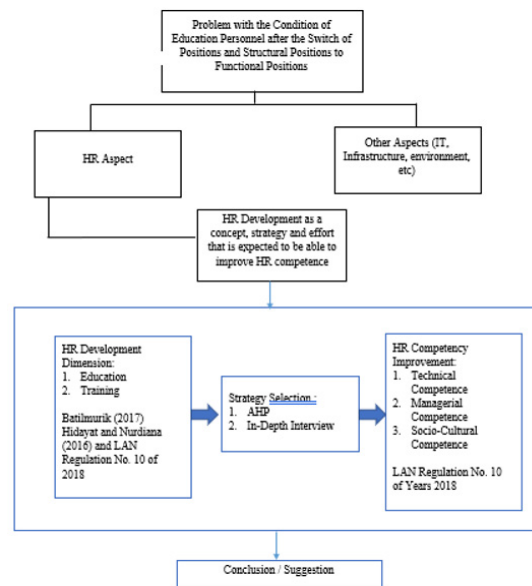 Problem with the Condition of
Education Personnel after the Switch of
Positions and Structural Positions to
Functional Positions
HR Aspect
Other Aspects (IT,
Infrastructure, environment,
etc)
HR Development as a
concept, strategy and effort
that is expected to be able to
improve HR competence
HR Development
Dimension:
1. Education
2. Training
Batilmurik (2017)
Hidayat and Nurdiana
(2016) and LAN
Regulation No. 10 of
2018
Strategy Selection :
1. AHP
2. In-Depth Interview
HR Competency
Improvement:
1. Technical
Competence
2. Managerial
Competence
3. Socio-Cultural
Competence
LAN Regulation No. 10
of Years 2018
Conclusion / Suggestion